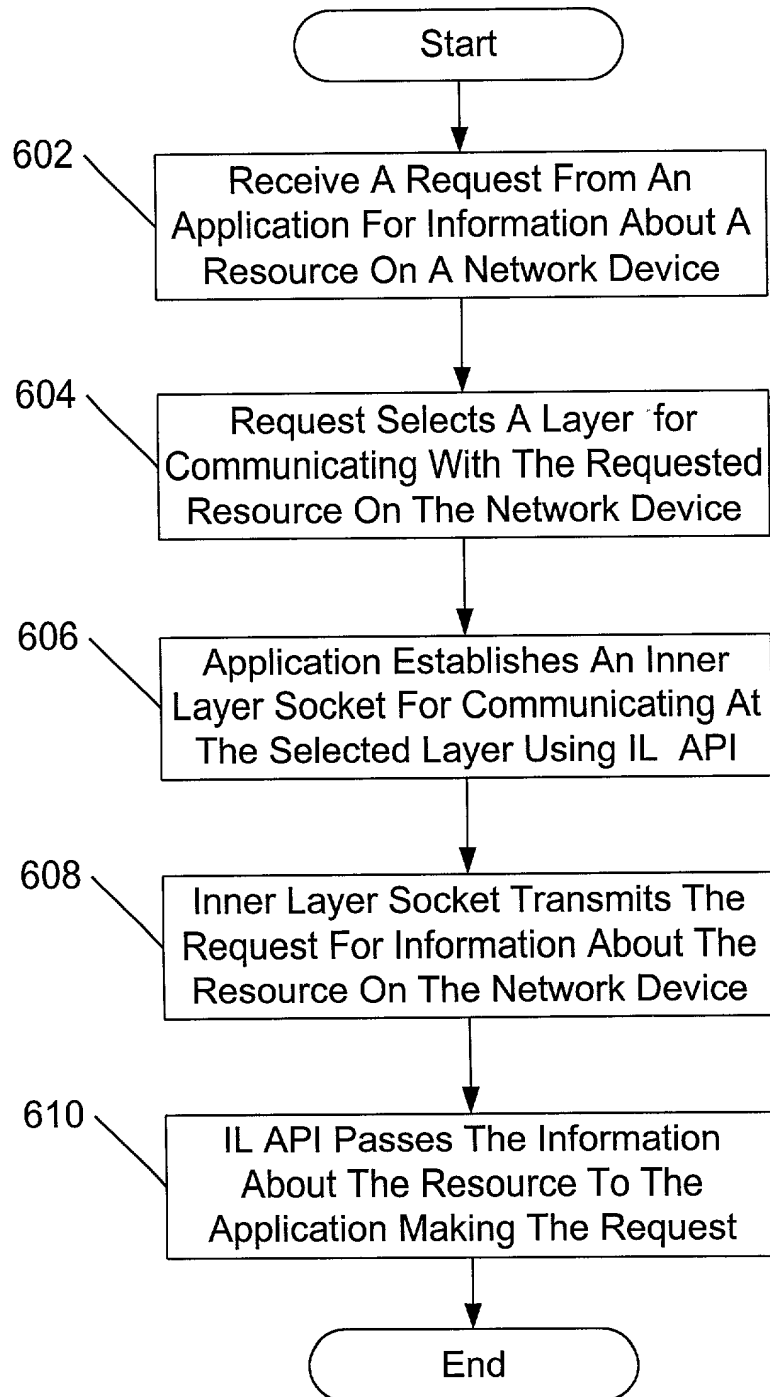 Start
602
Receive A Request From An
Application For Information About A
Resource On A Network Device
604
Request Selects A Layer for
Communicating With The Requested
Resource On The Network Device
606
Application Establishes An Inner
Layer Socket For Communicating At
The Selected Layer Using IL API
608
Inner Layer Socket Transmits The
Request For Information About The
Resource On The Network Device
610
IL API Passes The Information
About The Resource To The
Application Making The Request
End